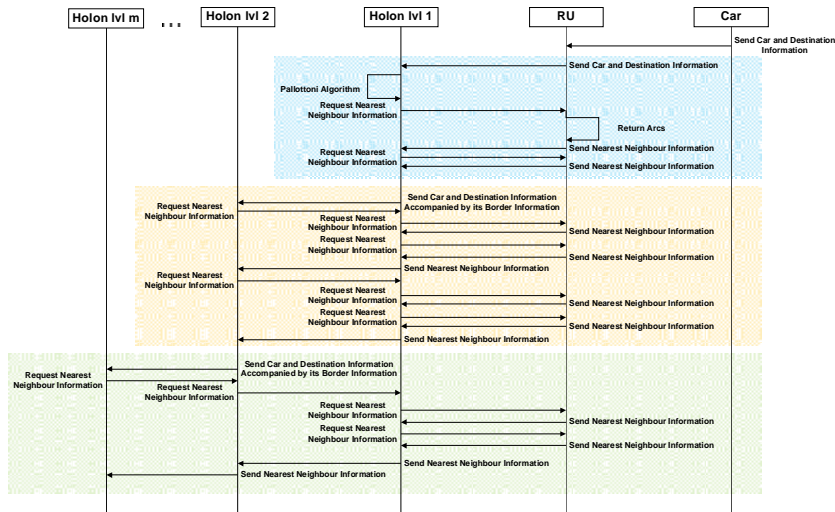 Holon lvl m
...
Holon lvl 2
Holon lvl 1
RU
Car
Send Car and Destination
Information
Send Car and Destination Information
Pallottoni Algorithm
Request Nearest
Neighbour Information
Return Arcs
Send Nearest Neighbour Information
Request Nearest
Neighbour Information
Send Nearest Neighbour Information
Send Car and Destination Information
Accompanied by its Border Information
Request Nearest
Neighbour Information
Request Nearest
Neighbour Information
Send Nearest Neighbour Information
Request Nearest
Neighbour Information
Send Nearest Neighbour Information
Send Nearest Neighbour Information
Request Nearest
Neighbour Information
Request Nearest
Neighbour Information
Send Nearest Neighbour Information
Request Nearest
Neighbour Information
Send Nearest Neighbour Information
Send Nearest Neighbour Information
Send Car and Destination Information
Accompanied by its Border Information
Request Nearest
Neighbour Information
Request Nearest
Neighbour Information
Request Nearest
Neighbour Information
Send Nearest Neighbour Information
Request Nearest
Neighbour Information
Send Nearest Neighbour Information
Send Nearest Neighbour Information
Send Nearest Neighbour Information